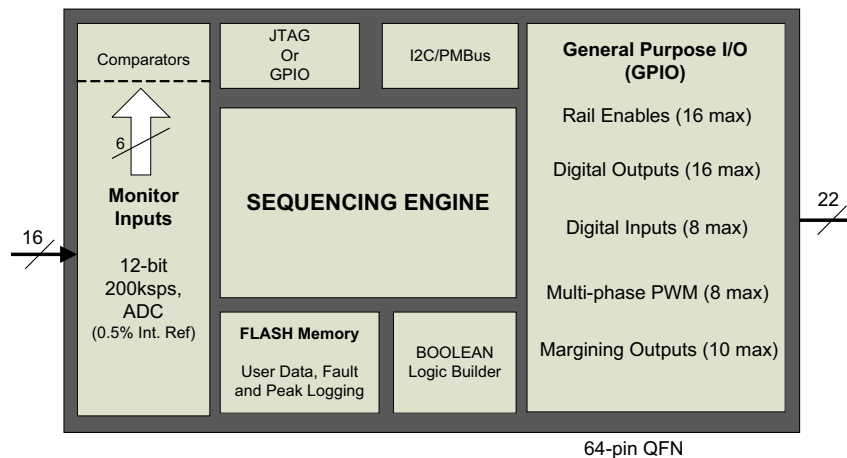 Comparators
6
Monitor
Inputs
16
12-bit
200ksps,
ADC
(0.5% Int. Ref)
JTAG
Or
GPIO
I2C/PMBus
SEQUENCING ENGINE
FLASH Memory
User Data, Fault
and Peak Logging
BOOLEAN
Logic Builder
General Purpose I/O
(GPIO)
Rail Enables (16 max)
Digital Outputs (16 max)
Digital Inputs (8 max)
Multi-phase PWM (8 max)
Margining Outputs (10 max)
22
64-pin QFN